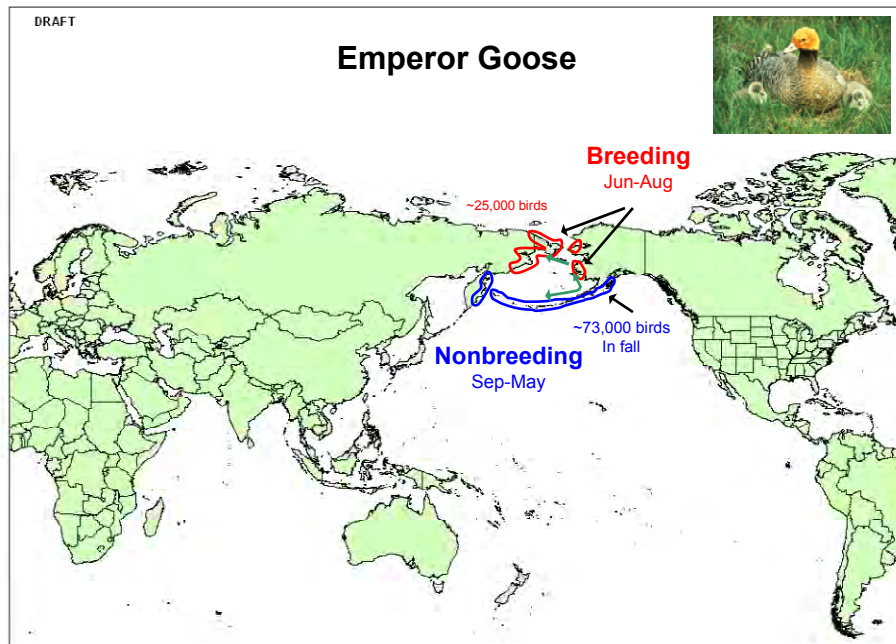 DRAFT
Emperor Goose
Breeding
Jun-Aug
~25,000 birds
~73,000 birds
In fall
Nonbreeding
Sep-May